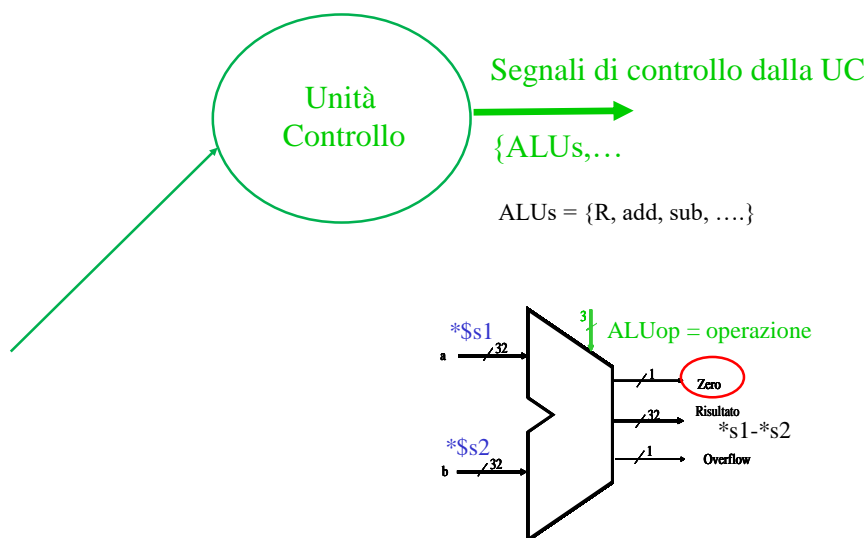 Segnali di controllo dalla UC
Unità
Controllo
{ALUs,…
ALUs = {R, add, sub, ….}
3
ALUop = operazione
*$s1
a
32
1
Zero
Risultato
32
*s1-*s2
*$s2
b
32
1
Overflow